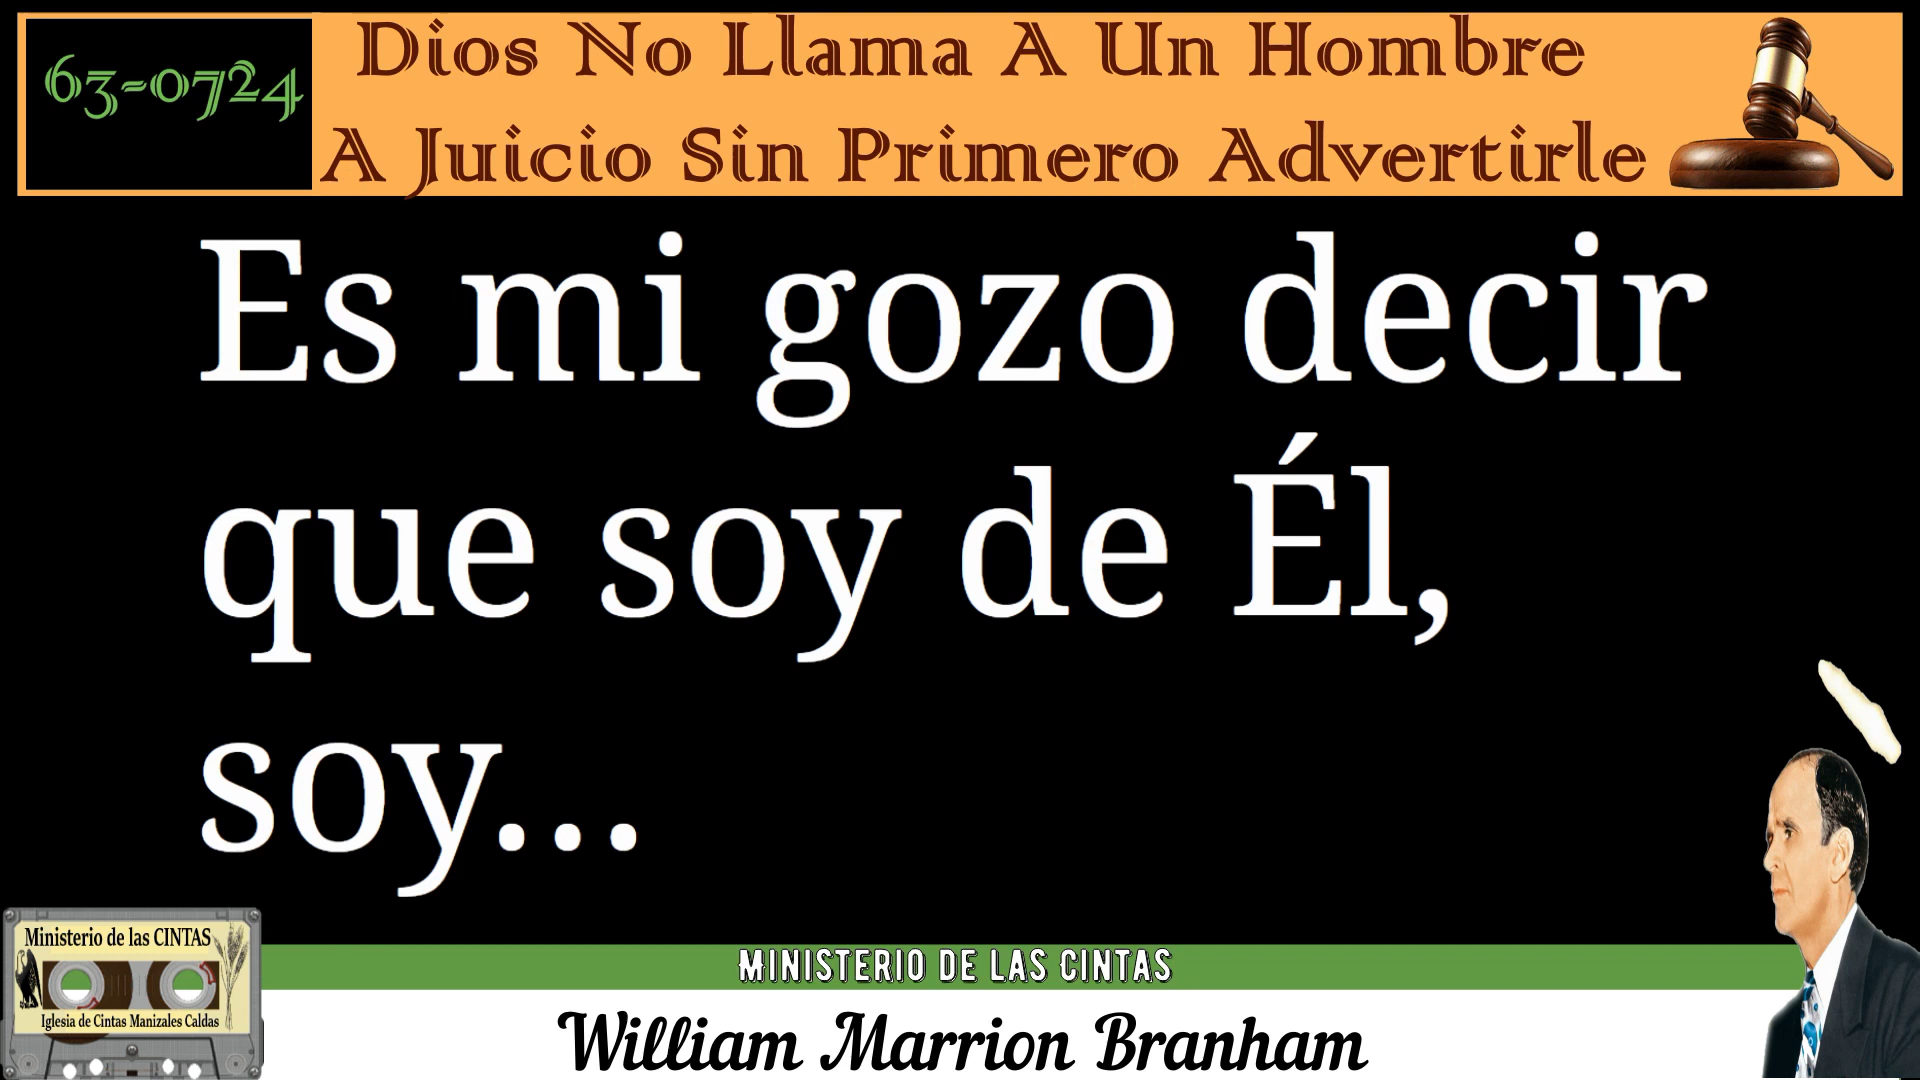 63-0724
Dios No Llama A Un Hombre
A Juicio Sin Primero Advertirle
Es mi gozo decir
que soy de Él,
soy...
Ministerio de las CINTAS
Iglesia de Cintas Manizales Caldas
MINISTERIO DE LAS CINTAS
William Marrion Branham